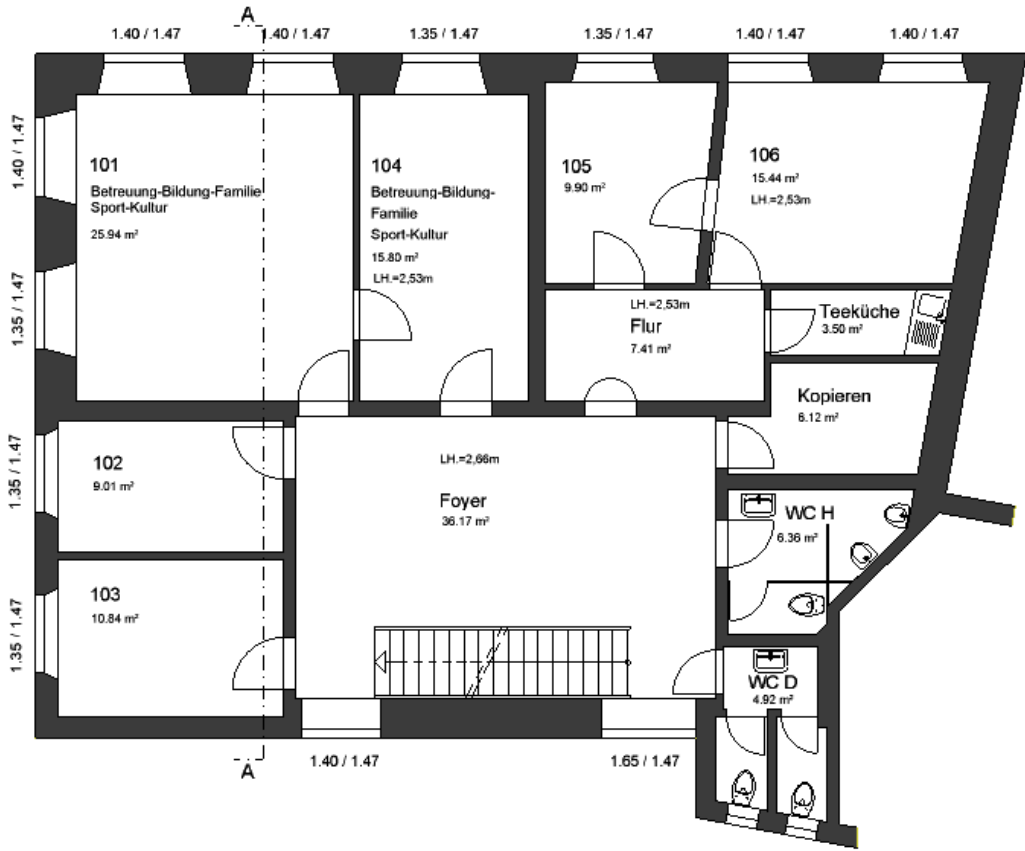 A
1.40 / 1.47
1.40 / 1.47
1.35 / 1.47
1.35 / 1.47
1.40 / 1.47
1.40 / 1.47
1.40 / 1.47
1.35 / 1.47
1.35 / 1.47
1.35 / 1.47
101
Betreuung-Bildung-Familie
Sport-Kultur
25.94 m²
104
Betreuung-Bildung-
Familie
Sport-Kultur
15.80 m²
LH.=2,53m
105
9.90 m²
106
15.44 m²
LH.=2,53m
LH.=2,53m
Flur
7.41 m²
Teeküche
3.50 m²
Kopieren
6.12 m²
102
9.01 m²
LH.=2,66m
Foyer
36.17 m²
WC H
6.36 m²
103
10.84 m²
WC D
4.92 m²
A
1.40 / 1.47
1.65 / 1.47